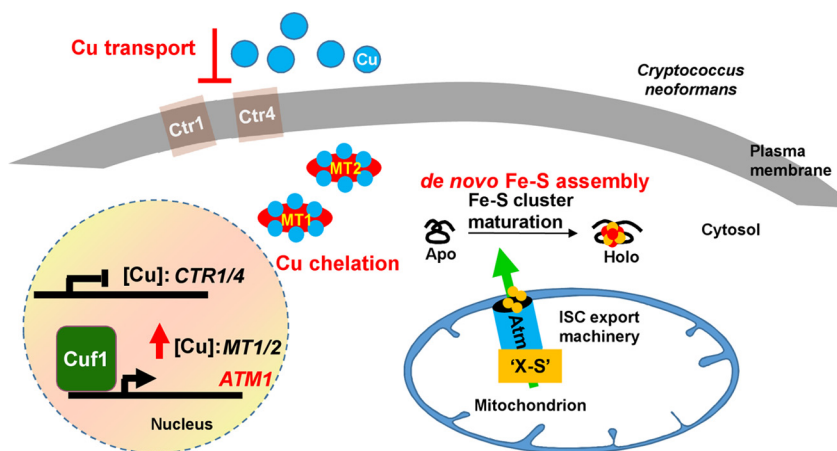 Cu transport
Cu
Cryptococcus
neoformans
Ctr1
Ctr4
Plasma
membrane
MT2
MT1
Cu chelation
de novo Fe-S assembly
Fe-S cluster
maturation
Apo
Holo
Cytosol
[Cu]: CTR1/4
Cuf1
[Cu]: MT1/2
ATM1
Nucleus
Atm
ISC export
machinery
'X-S'
Mitochondrion